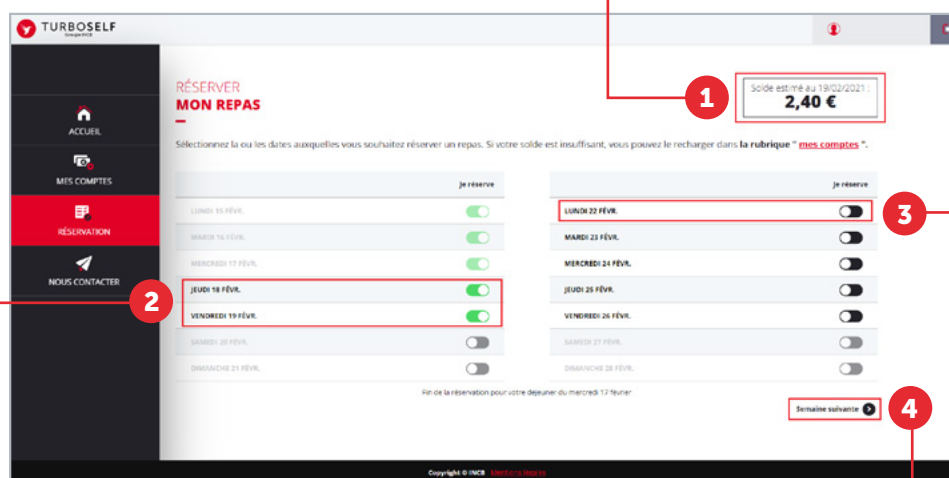 TURBOSELF
Groupe INCB
1
RÉSERVER
MON REPAS
Solde estimé au 19/02/2021 :
2,40 €
ACCUEIL
Sélectionnez la ou les dates auxquelles vous souhaitez réserver un repas. Si votre solde est insuffisant, vous pouvez le recharger dans la rubrique " mes comptes ".
MES COMPTES
Je réserve
Je réserve
RÉSERVATION
LUNDI 15 FÉVR.
LUNDI 22 FÉVR.
3
MARDI 16 FÉVR.
MARDI 23 FÉVR.
MERCREDI 17 FÉVR.
MERCREDI 24 FÉVR.
NOUS CONTACTER
2
JEUDI 18 FÉVR.
JEUDI 25 FÉVR.
VENDREDI 19 FÉVR.
VENDREDI 26 FÉVR.
SAMEDI 20 FÉVR.
SAMEDI 27 FÉVR.
DIMANCHE 21 FÉVR.
DIMANCHE 28 FÉVR.
Fin de la réservation pour votre déjeuner du mercredi 17 février
Semaine suivante
4
Copyright © INCB Mentions légales